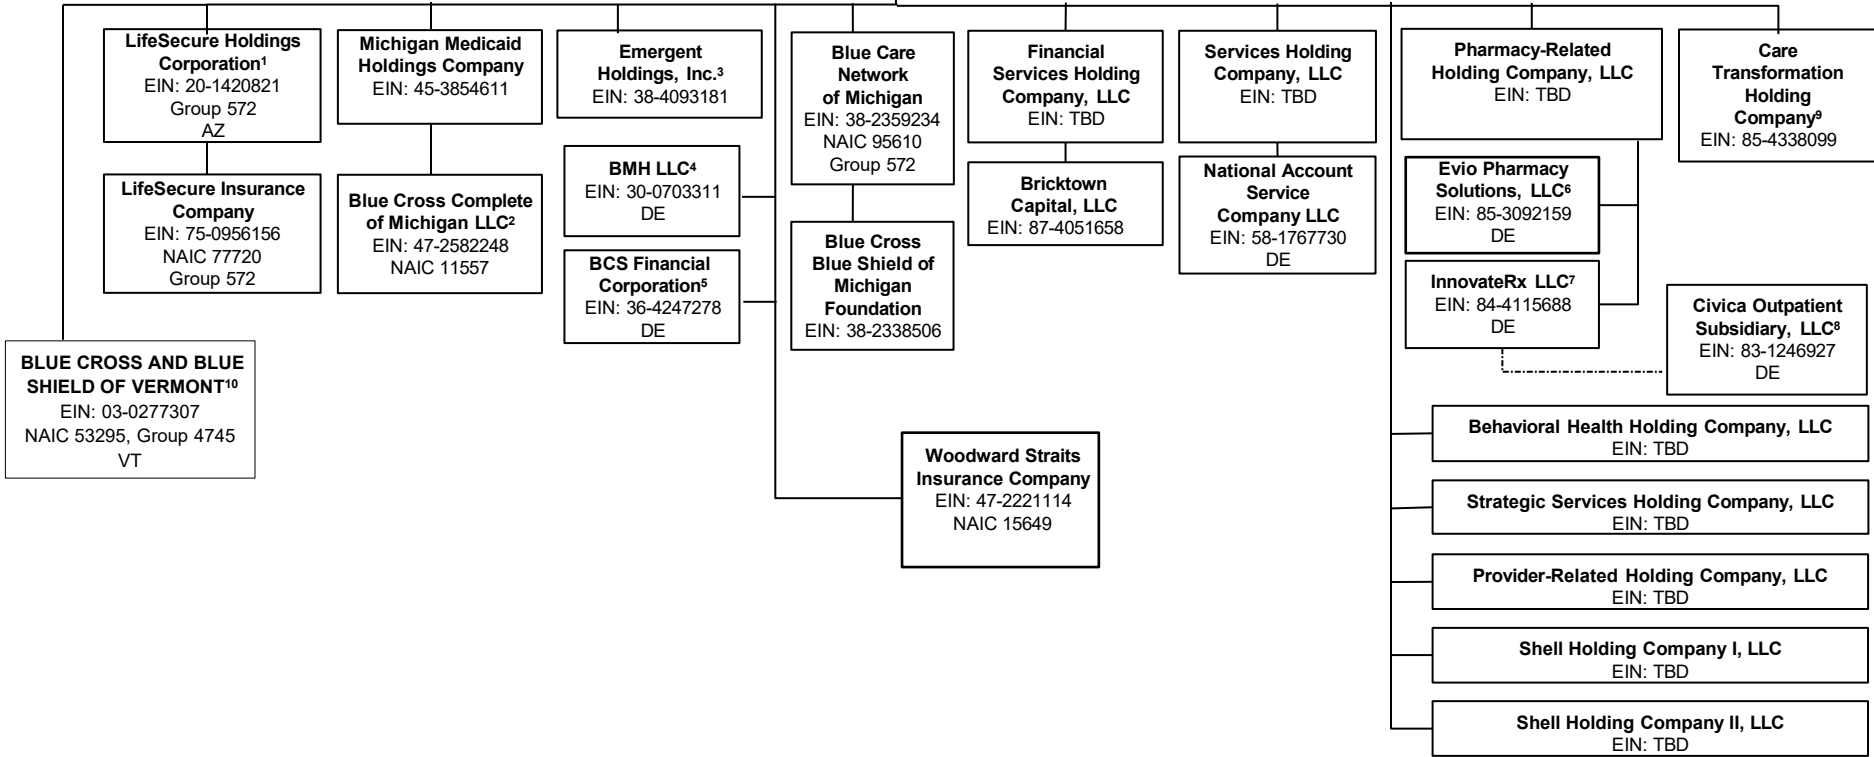 LifeSecure Holdings
Corporation¹
EIN: 20-1420821
Group 572
AZ
Michigan Medicaid
Holdings Company
EIN: 45-3854611
Emergent
Holdings, Inc.³
EIN: 38-4093181
Blue Care
Network
of Michigan
EIN: 38-2359234
NAIC 95610
Group 572
Financial
Services Holding
Company, LLC
EIN: TBD
Services Holding
Company, LLC
EIN: TBD
Pharmacy-Related
Holding Company, LLC
EIN: TBD
Care
Transformation
Holding
Company⁹
EIN: 85-4338099
LifeSecure Insurance
Company
EIN: 75-0956156
NAIC 77720
Group 572
Blue Cross Complete
of Michigan LLC²
EIN: 47-2582248
NAIC 11557
BMH LLC⁴
EIN: 30-0703311
DE
BCS Financial
Corporation⁵
EIN: 36-4247278
DE
Blue Cross
Blue Shield of
Michigan
Foundation
EIN: 38-2338506
Bricktown
Capital, LLC
EIN: 87-4051658
National Account
Service
Company LLC
EIN: 58-1767730
DE
Evio Pharmacy
Solutions, LLC⁶
EIN: 85-3092159
DE
InnovateRx LLC⁷
EIN: 84-4115688
DE
Civica Outpatient
Subsidiary, LLC⁸
EIN: 83-1246927
DE
BLUE CROSS AND BLUE
SHIELD OF VERMONT¹⁰
EIN: 03-0277307
NAIC 53295, Group 4745
VT
Woodward Straits
Insurance Company
EIN: 47-2221114
NAIC 15649
Behavioral Health Holding Company, LLC
EIN: TBD
Strategic Services Holding Company, LLC
EIN: TBD
Provider-Related Holding Company, LLC
EIN: TBD
Shell Holding Company I, LLC
EIN: TBD
Shell Holding Company II, LLC
EIN: TBD